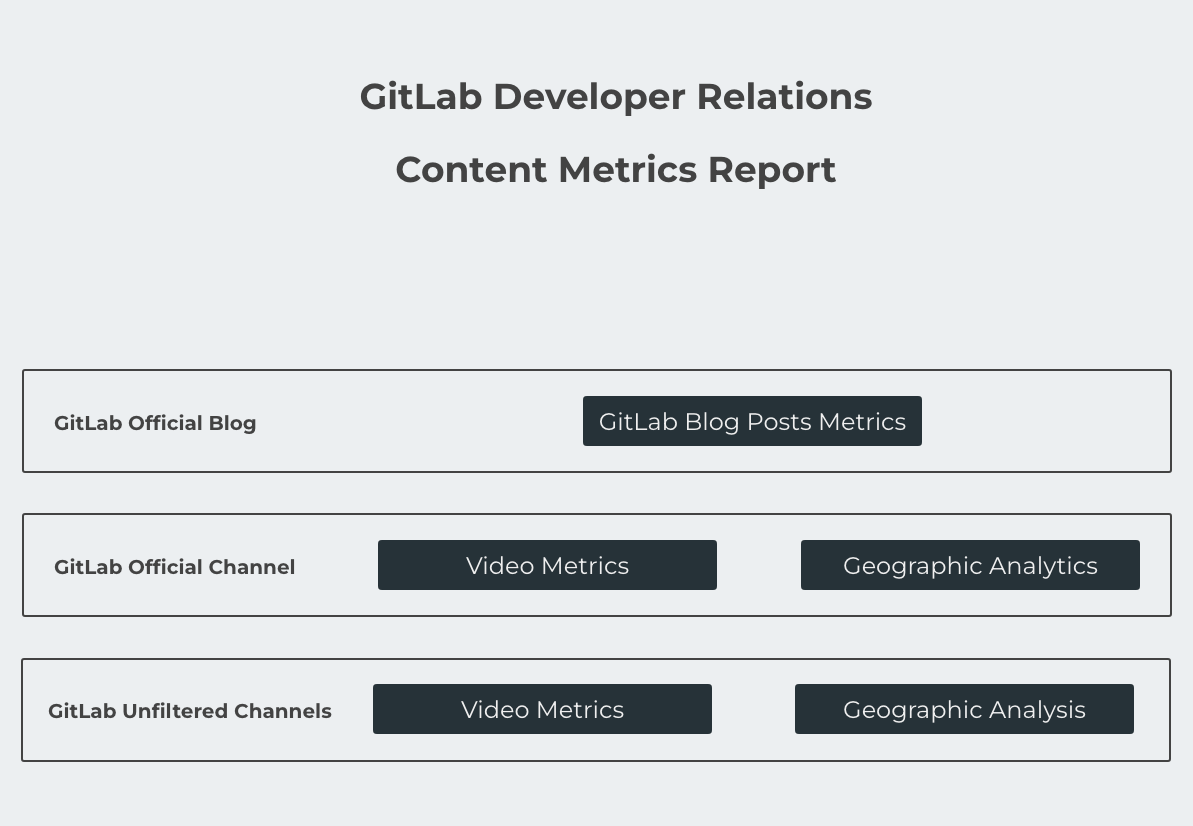 GitLab Developer Relations
Content Metrics Report
GitLab Official Blog
GitLab Blog Posts Metrics
GitLab Official Channel
Video Metrics
Geographic Analytics
GitLab Unfiltered Channels
Video Metrics
Geographic Analysis